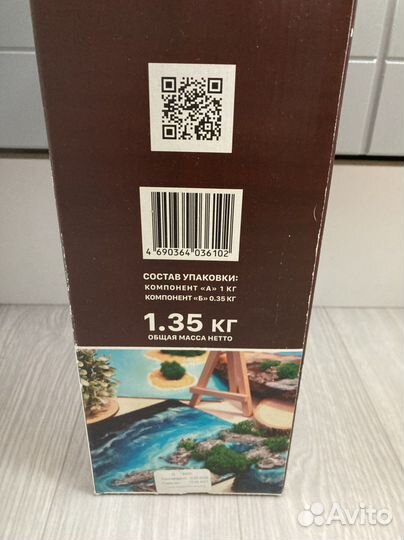 4 690364 036102
СОСТАВ УПАКОВКИ:
КОМПОНЕНТ «А» 1 КГ
КОМПОНЕНТ «Б» 0.35 КГ
1.35 КГ
ОБЩАЯ МАССА НЕТТО
Avito